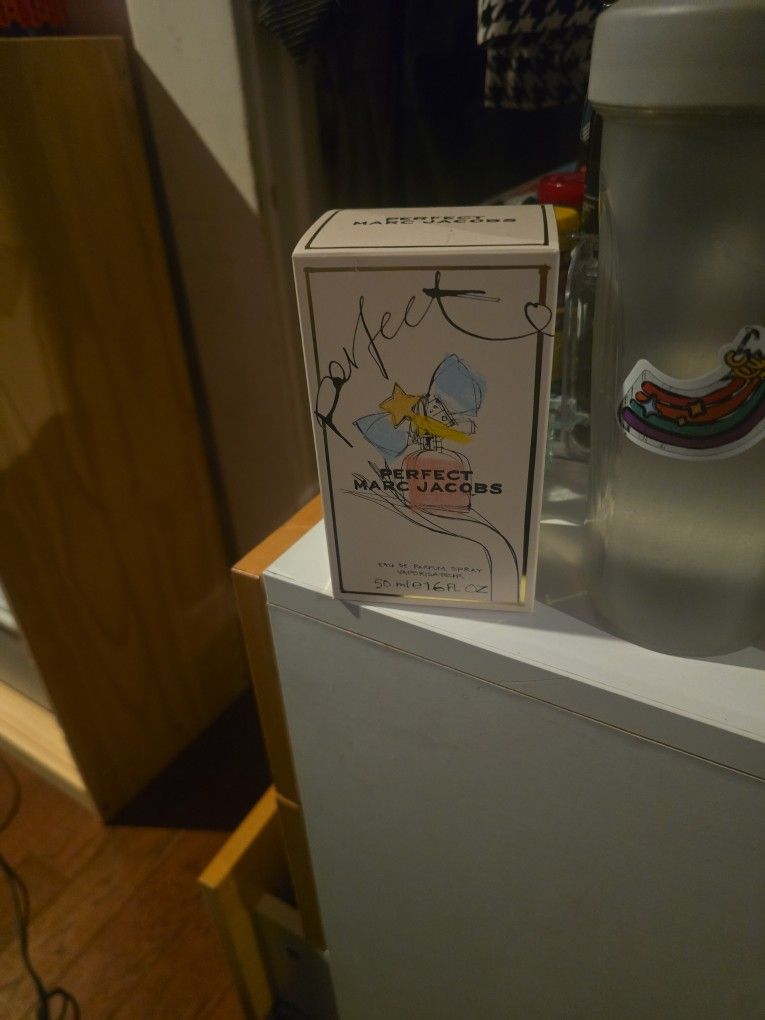 PERFECT
MARC JACOBS
perfect
PERFECT
MARC JACOBS
EAU DE PARFUM SPRAY
VAPORISATEUR
50 ml e 1.6 FL OZ